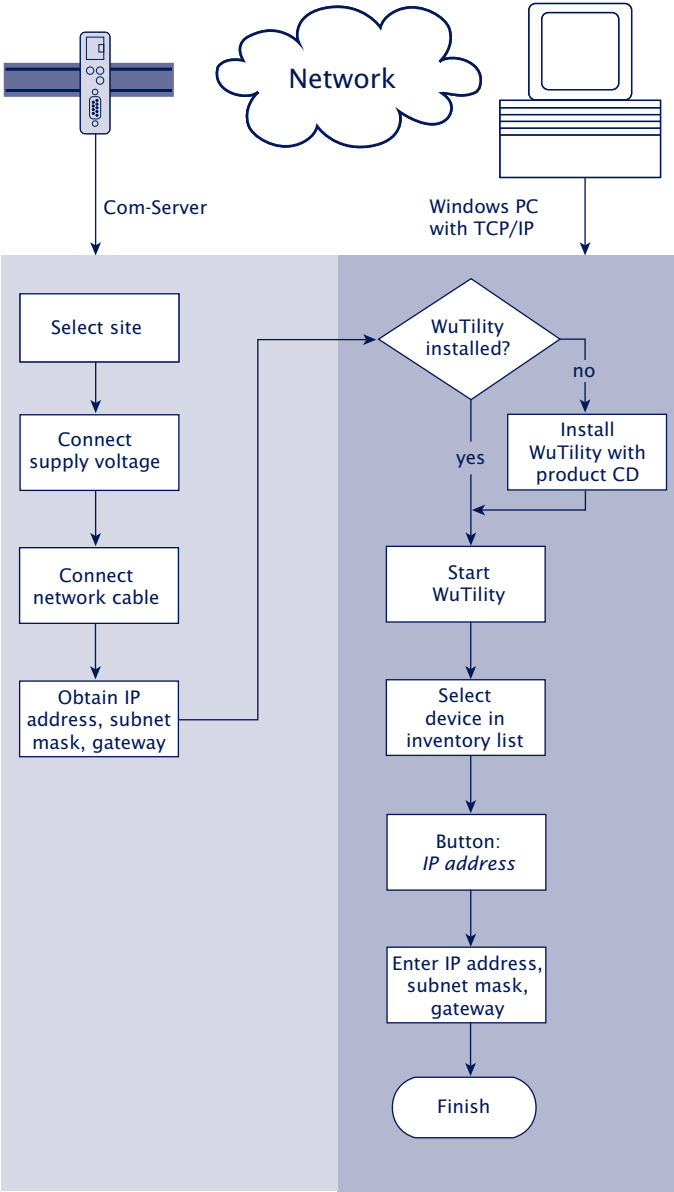 Network
Com-Server
Windows PC
with TCP/IP
Select site
Connect
supply voltage
Connect
network cable
Obtain IP
address, subnet
mask, gateway
WuTility
installed?
no
yes
Install
WuTility with
product CD
Start
WuTility
Select
device in
inventory list
Button:
IP address
Enter IP address,
subnet mask,
gateway
Finish